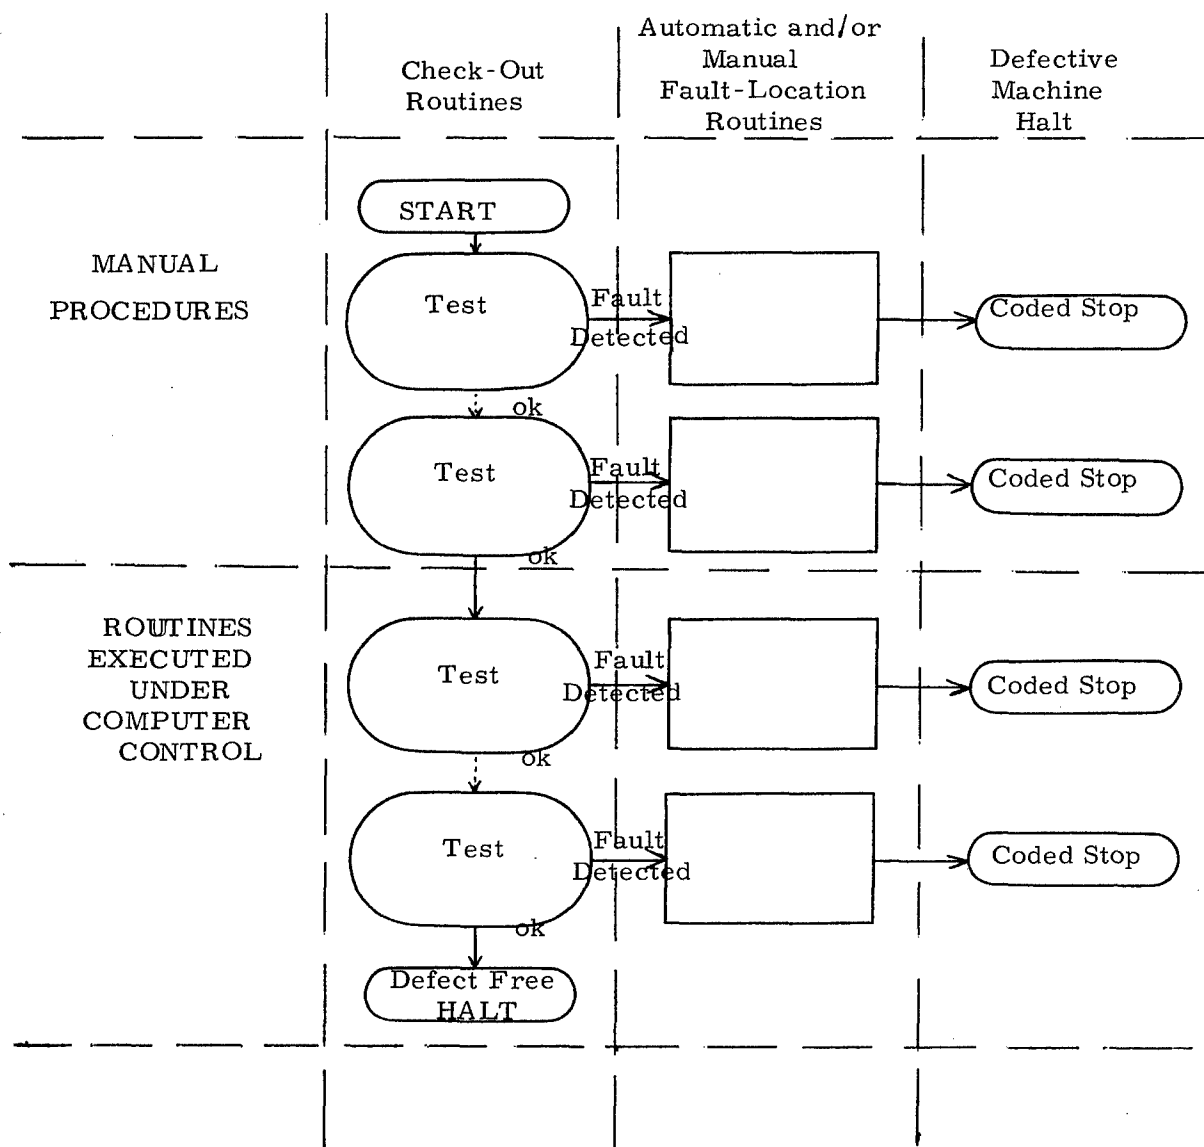 Check-Out
Routines
Automatic and/or
Manual
Fault-Location
Routines
Defective
Machine
Halt
MANUAL
PROCEDURES
START
Test
Fault
Detected
Coded Stop
ok
Test
Fault
Detected
Coded Stop
ok
ROUTINES
EXECUTED
UNDER
COMPUTER
CONTROL
Test
Fault
Detected
Coded Stop
ok
Test
Fault
Detected
Coded Stop
ok
Defect Free
HALT